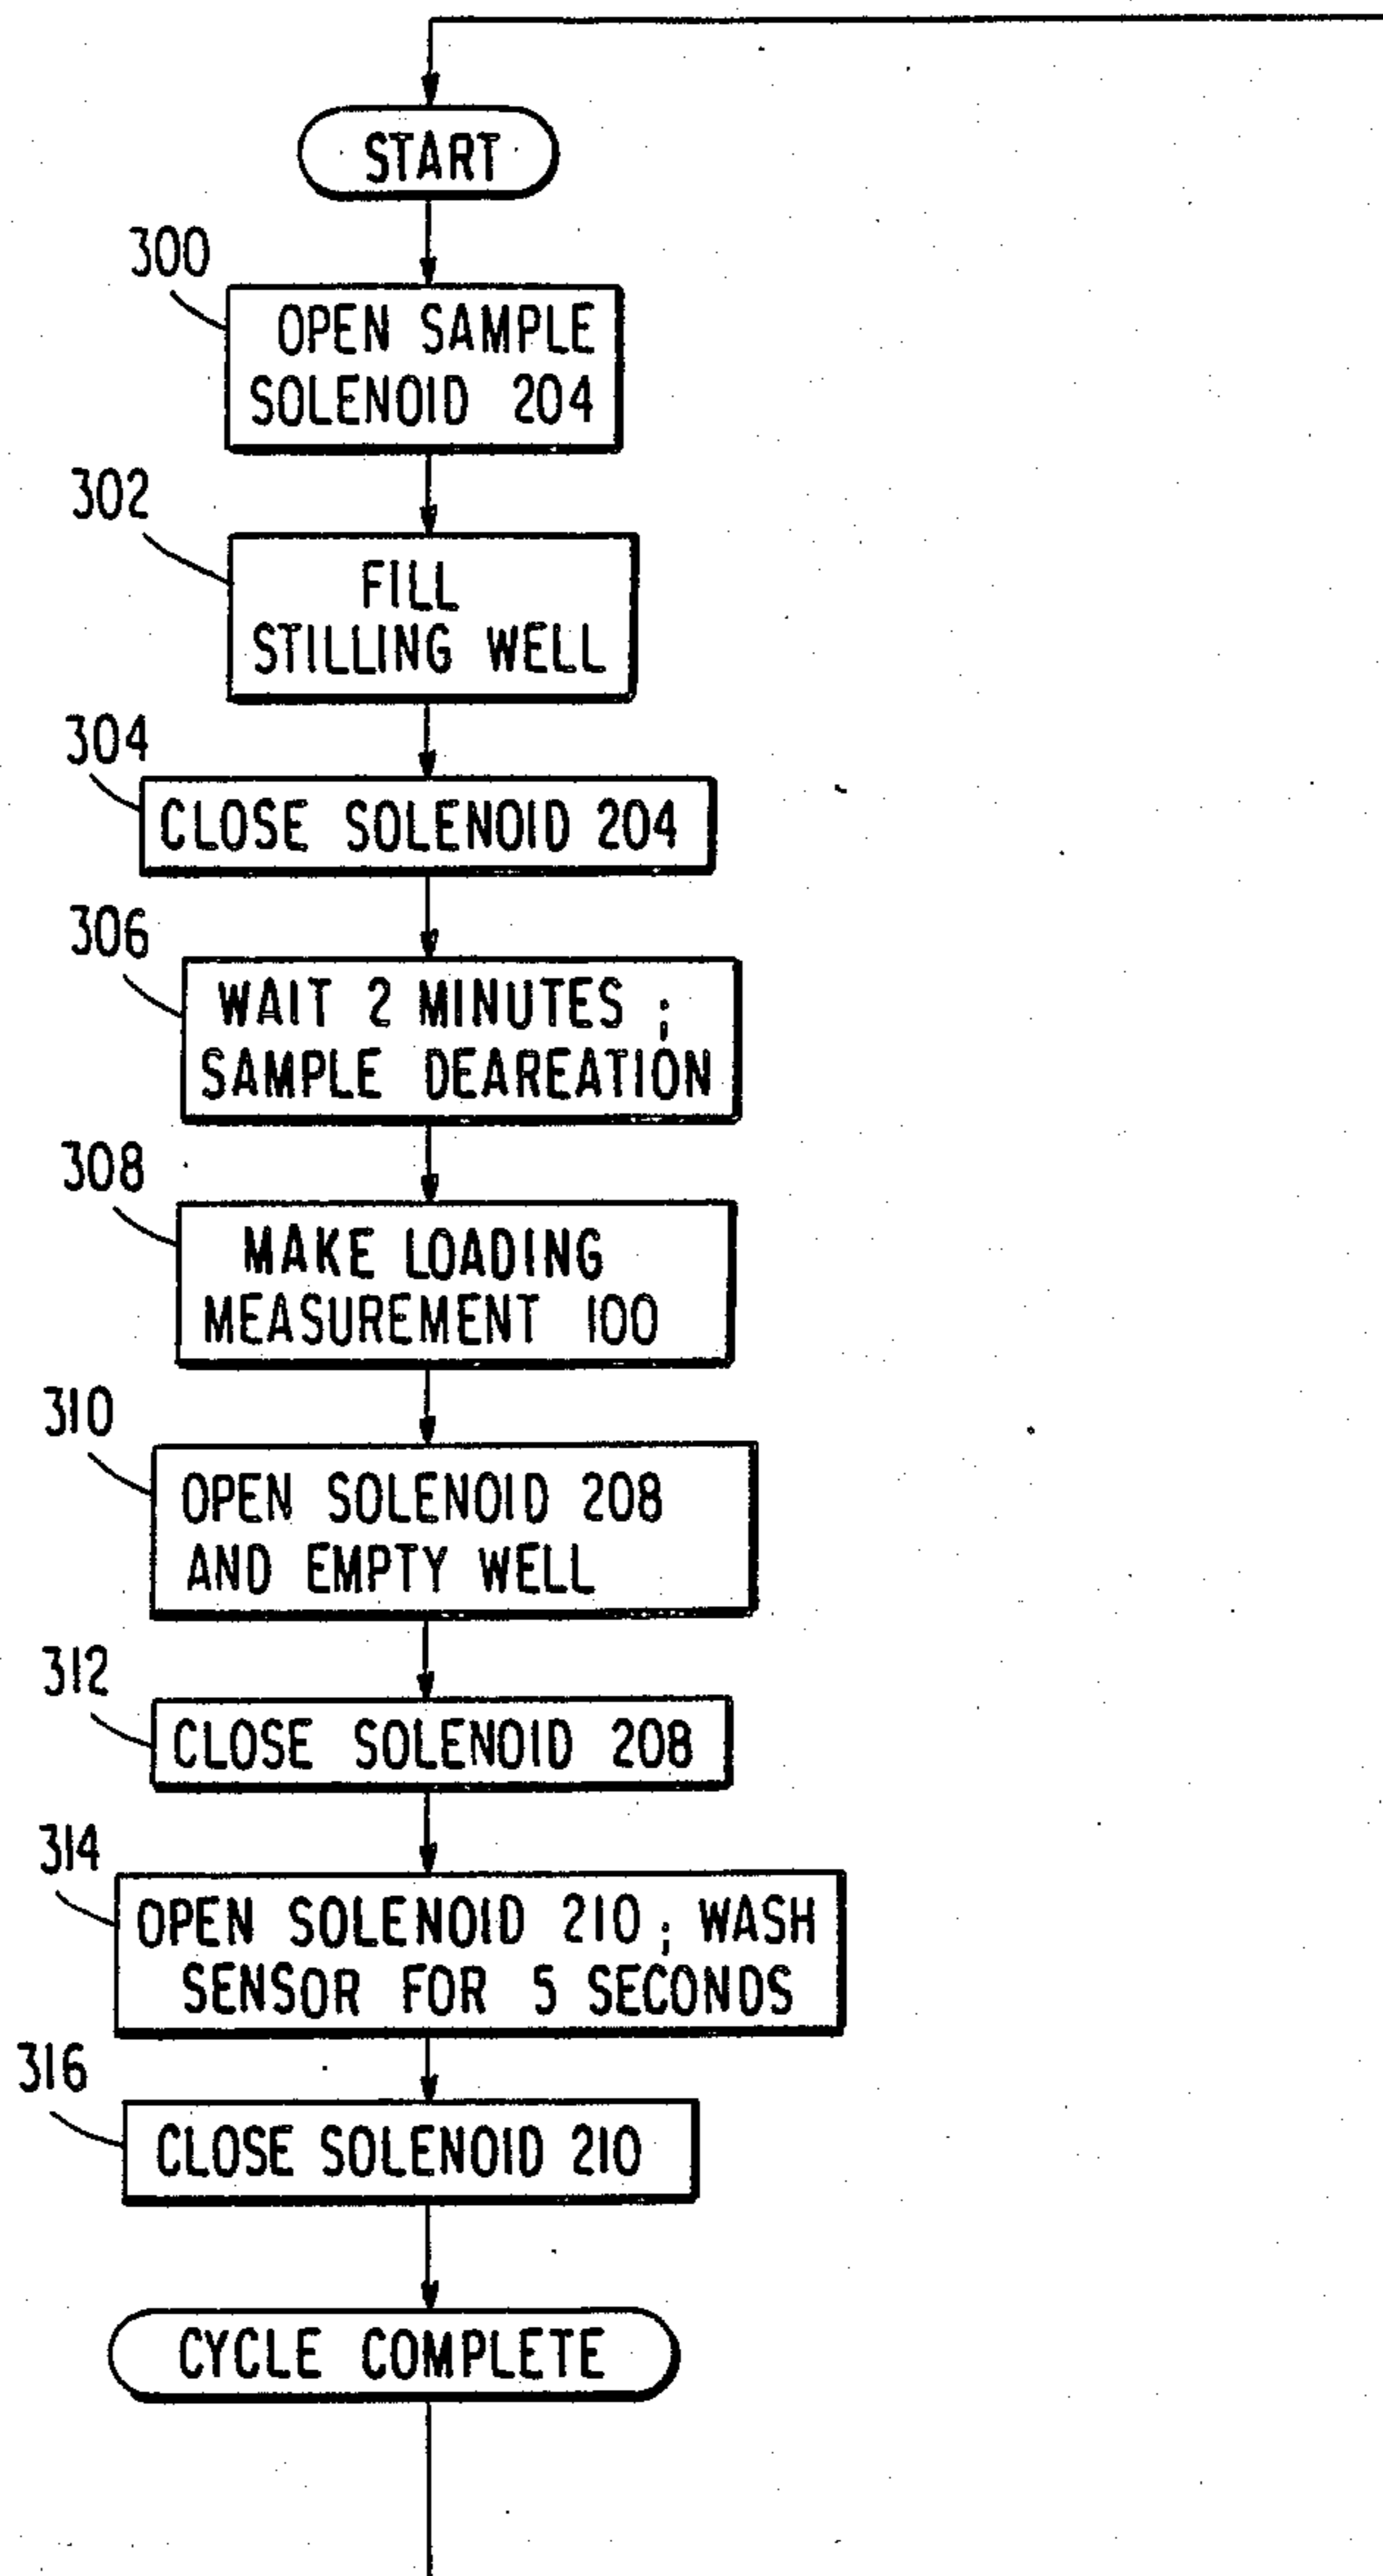 START
300
OPEN SAMPLE
SOLENOID 204
302
FILL
STILLING WELL
304
CLOSE SOLENOID 204
306
WAIT 2 MINUTES ;
SAMPLE DEAREATION
308
MAKE LOADING
MEASUREMENT 100
310
OPEN SOLENOID 208
AND EMPTY WELL
312
CLOSE SOLENOID 208
314
OPEN SOLENOID 210 ; WASH
SENSOR FOR 5 SECONDS
316
CLOSE SOLENOID 210
CYCLE COMPLETE